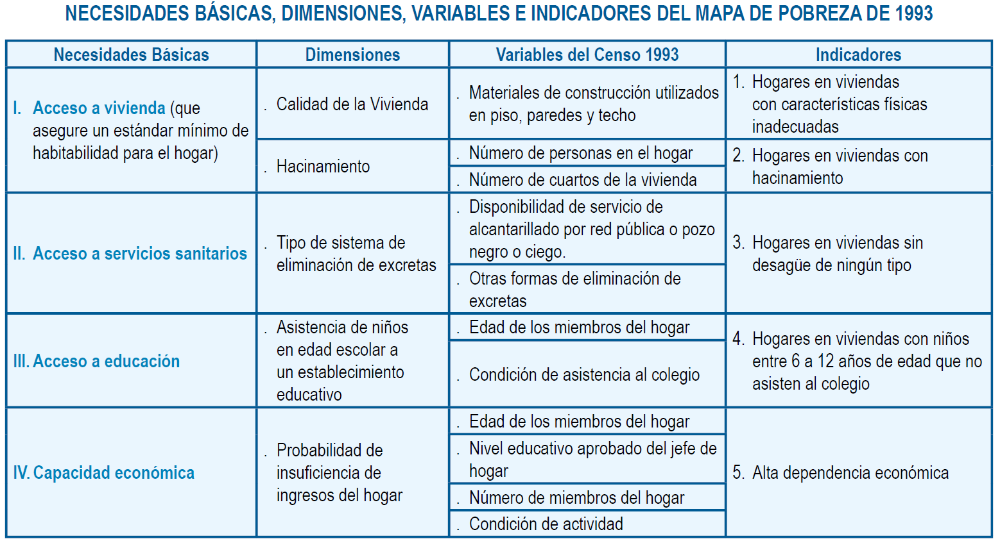 NECESIDADES BÁSICAS, DIMENSIONES, VARIABLES E INDICADORES DEL MAPA DE POBREZA DE 1993
Necesidades Básicas
Dimensiones
Variables del Censo 1993
Indicadores
I. Acceso a vivienda (que
asegure un estándar mínimo de
habitabilidad para el hogar)
. Calidad de la Vivienda
. Materiales de construcción utilizados
en piso, paredes y techo
1. Hogares en viviendas
con características físicas
inadecuadas
. Hacinamiento
. Número de personas en el hogar
. Número de cuartos de la vivienda
2. Hogares en viviendas con
hacinamiento
II. Acceso a servicios sanitarios
. Tipo de sistema de
eliminación de excretas
. Disponibilidad de servicio de
alcantarillado por red pública o pozo
negro o ciego.
. Otras formas de eliminación de
excretas
3. Hogares en viviendas sin
desagüe de ningún tipo
III. Acceso a educación
. Asistencia de niños
en edad escolar a
un establecimiento
educativo
. Edad de los miembros del hogar
. Condición de asistencia al colegio
4. Hogares en viviendas con niños
entre 6 a 12 años de edad que no
asisten al colegio
IV. Capacidad económica
. Probabilidad de
insuficiencia de
ingresos del hogar
. Edad de los miembros del hogar
. Nivel educativo aprobado del jefe de
hogar
. Número de miembros del hogar
. Condición de actividad
5. Alta dependencia económica